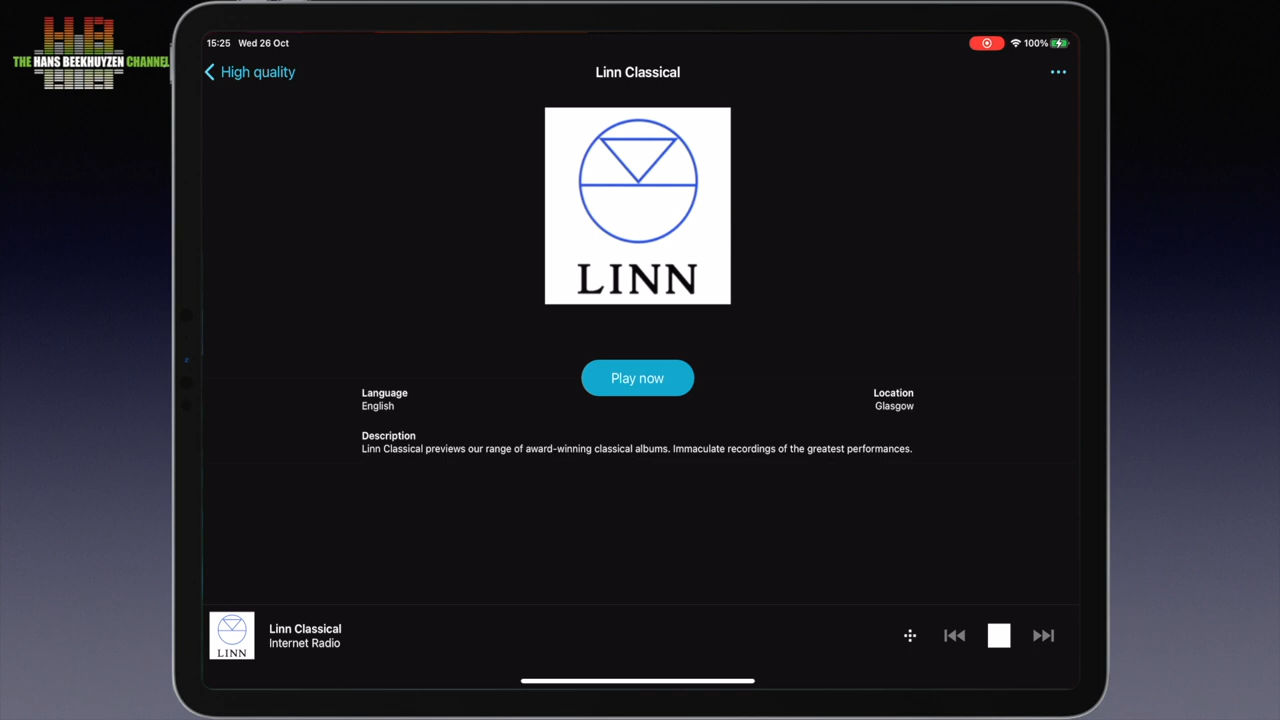 THE HANS BEEKHUYZEN CHANNEL
15:25 Wed 26 Oct
100%
High quality
Linn Classical
LINN
Play now
Language
English
Location
Glasgow
Description
Linn Classical previews our range of award-winning classical albums. Immaculate recordings of the greatest performances.
LINN
Linn Classical
Internet Radio